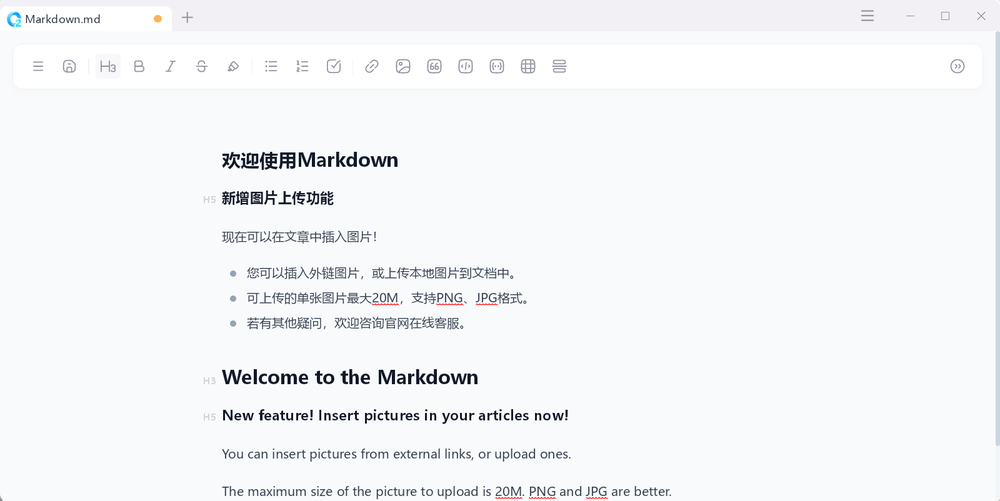 Markdown.md
H3
欢迎使用Markdown
H5 新增图片上传功能
现在可以在文章中插入图片！
您可以插入外链图片，或上传本地图片到文档中。
可上传的单张图片最大20M，支持PNG、JPG格式。
若有其他疑问，欢迎咨询官网在线客服。
H3 Welcome to the Markdown
H5 New feature! Insert pictures in your articles now!
You can insert pictures from external links, or upload ones.
The maximum size of the picture to upload is 20M. PNG and JPG are better.